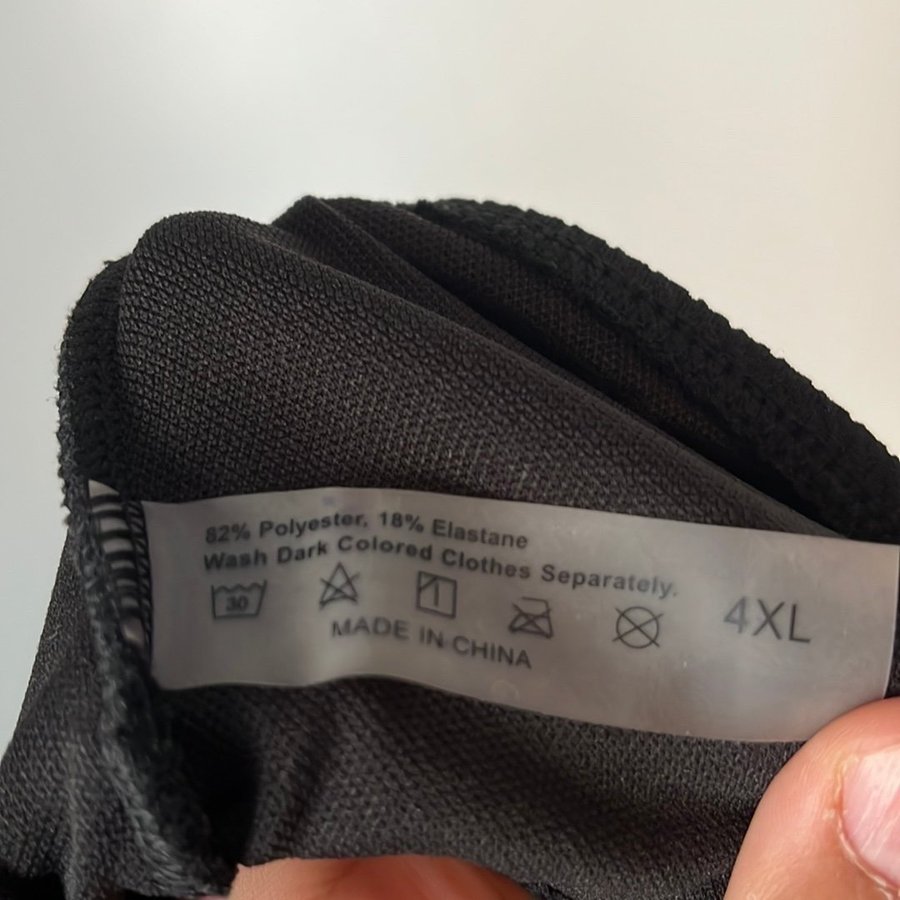 82% Polyester, 18% Elastane
Wash Dark Colored Clothes Separately.
30
4XL
MADE IN CHINA